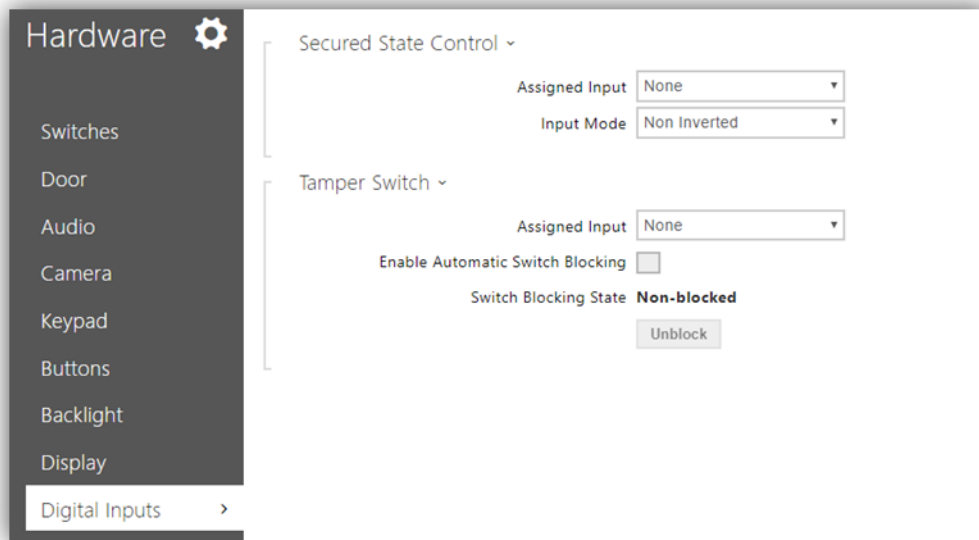 Hardware
Switches
Door
Audio
Camera
Keypad
Buttons
Backlight
Display
Digital Inputs
Secured State Control
Assigned Input None
Input Mode Non Inverted
Tamper Switch
Assigned Input None
Enable Automatic Switch Blocking
Switch Blocking State Non-blocked
Unblock